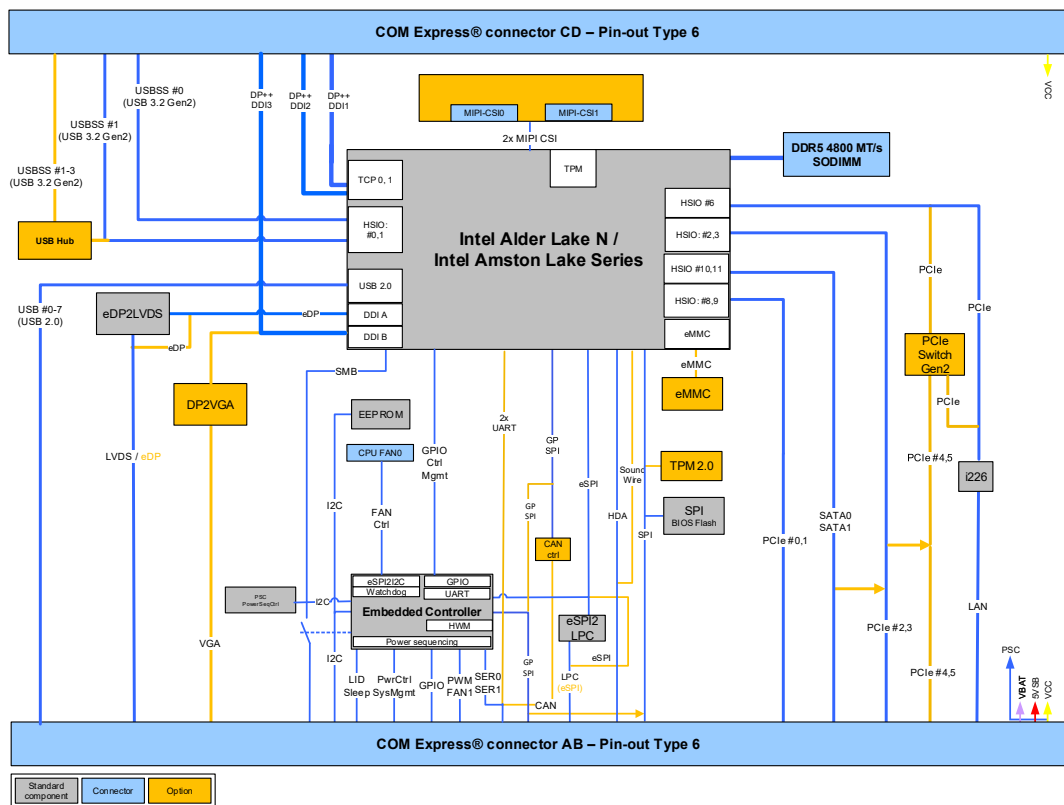 COM Express® connector CD – Pin-out Type 6
USBSS #0
(USB 3.2 Gen2)
USBSS #1
(USB 3.2 Gen2)
USBSS #1-3
(USB 3.2 Gen2)
DP++
DDI3
DP++
DDI2
DP++
DDI1
VCC
MIPI-CSI0
MIPI-CSI1
2x MIPI CSI
DDR5 4800 MT/s
SODIMM
TPM
TCP 0, 1
HSIO:
#0,1
USB 2.0
DDI A
DDI B
Intel Alder Lake N /
Intel Amston Lake Series
HSIO #6
HSIO: #2,3
HSIO #10,11
HSIO: #8,9
eMMC
USB Hub
USB #0-7
(USB 2.0)
eDP2LVDS
eDP
eDP
DP2VGA
LVDS / eDP
VGA
SMB
EEPROM
CPU FAN0
I2C
FAN
Ctrl
GPIO
Ctrl
Mgmt
2x
UART
GP
SPI
GP
SPI
eSPI
Sound
Wire
HDA
SPI
eMMC
eMMC
TPM 2.0
SPI
BIOS Flash
CAN
ctrl
PCIe
PCIe
PCIe
Switch
Gen2
PCIe
PCIe #4,5
i226
SATA0
SATA1
PCIe #0,1
PCIe #2,3
PCIe #4,5
LAN
PSC
PowerSeqCtrl
I2C
eSPI2I2C
Watchdog
GPIO
UART
Embedded Controller
HWM
Power sequencing
eSPI2
LPC
eSPI
LPC
(eSPI)
I2C
LID
Sleep
PwrCtrl
SysMgmt
GPIO
PWM
FAN1
SER0
SER1
GP
SPI
CAN
PSC
VBAT
5VSB
VCC
COM Express® connector AB – Pin-out Type 6
Standard
component
Connector
Option